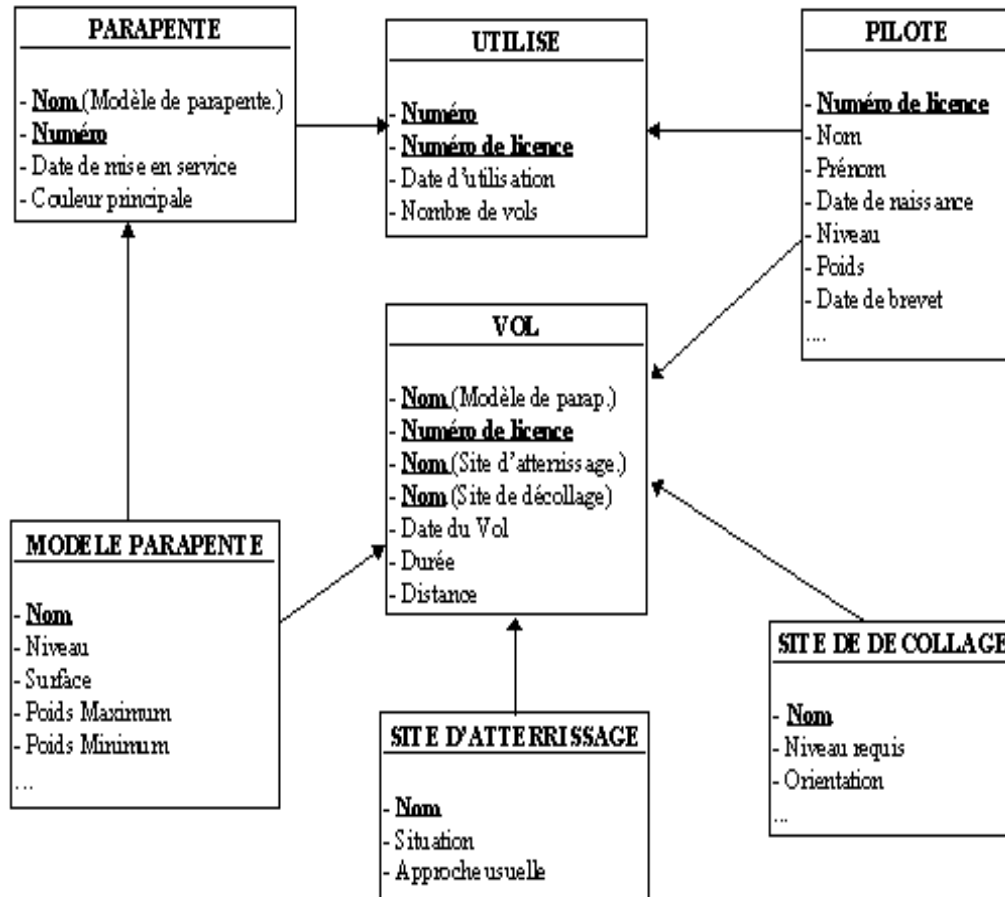 PARAPENTE
- Nom (Modèle de parapente.)
- Numéro
- Date de mise en service
- Couleur principale
UTILISE
- Numéro
- Numéro de licence
- Date d'utilisation
- Nombre de vols
PILOTE
- Numéro de licence
- Nom
- Prénom
- Date de naissance
- Niveau
- Poids
- Date de brevet
....
VOL
- Nom (Modèle de parap.)
- Numéro de licence
- Nom (Site d'atterrissage.)
- Nom (Site de décollage)
- Date du Vol
- Durée
- Distance
MODELE PARAPENTE
- Nom
- Niveau
- Surface
- Poids Maximum
- Poids Minimum
...
SITE D'ATTERRISSAGE
- Nom
- Situation
- Approche usuelle
SITE DE DECOLLAGE
- Nom
- Niveau requis
- Orientation
...